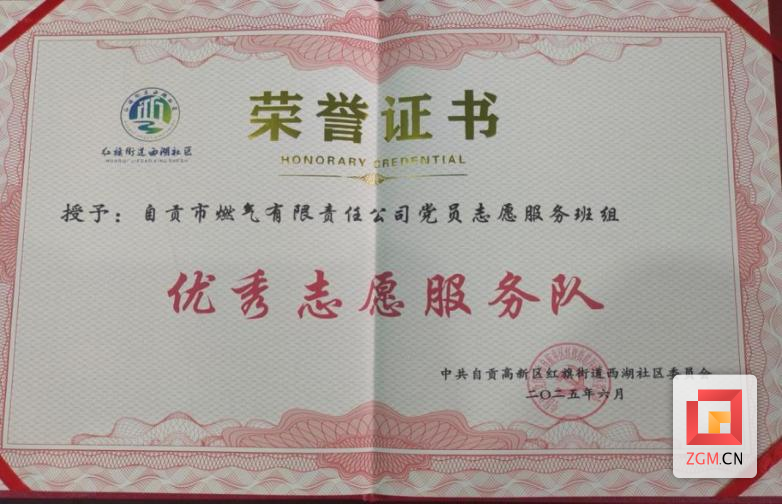 荣誉证书
HONORARY CREDENTIAL
红旗街道西湖社区
授予：自贡市燃气有限责任公司党员志愿服务班组
优秀志愿服务队
中共自贡高新区红旗街道西湖社区委员会
二〇二五年六月
ZGM.CN